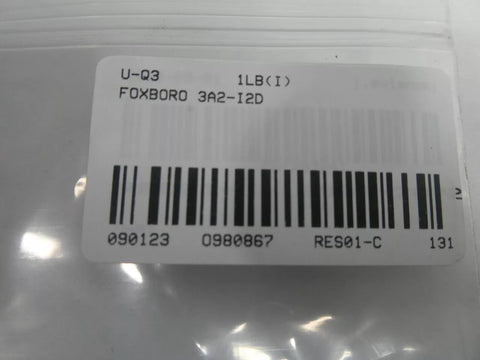 U-Q3 1LB(I)
FOXBORO 3A2-I2D
090123 0980867 RES01-C 131